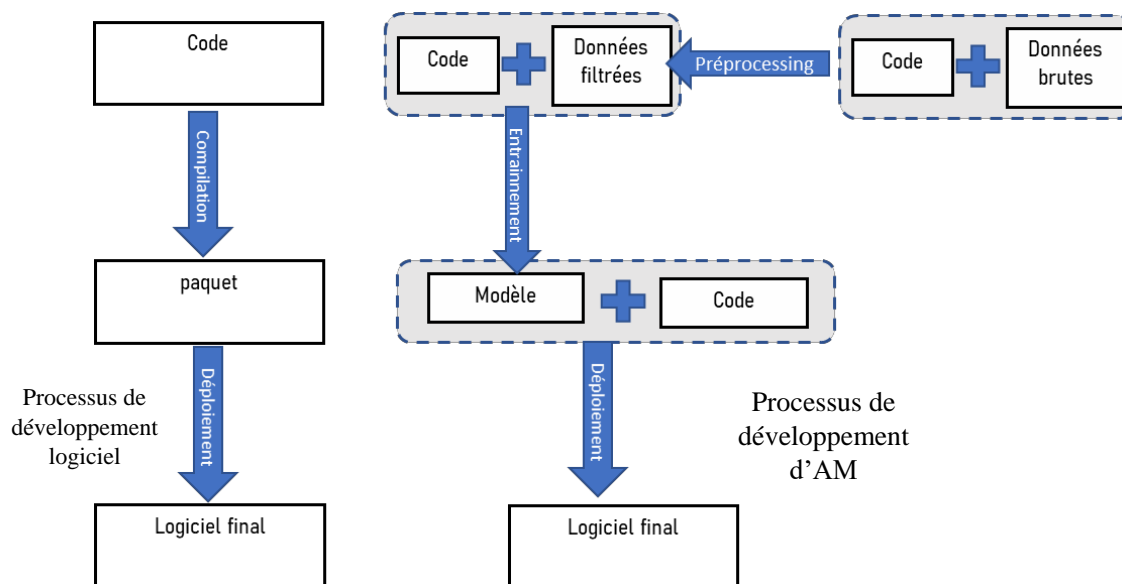 Code
Compilation
paquet
Déploiement
Logiciel final
Processus de
développement
logiciel
Code
Données
filtrées
Préprocessing
Code
Données
brutes
Entrainnement
Modèle
Code
Déploiement
Logiciel final
Processus de
développement
d’AM